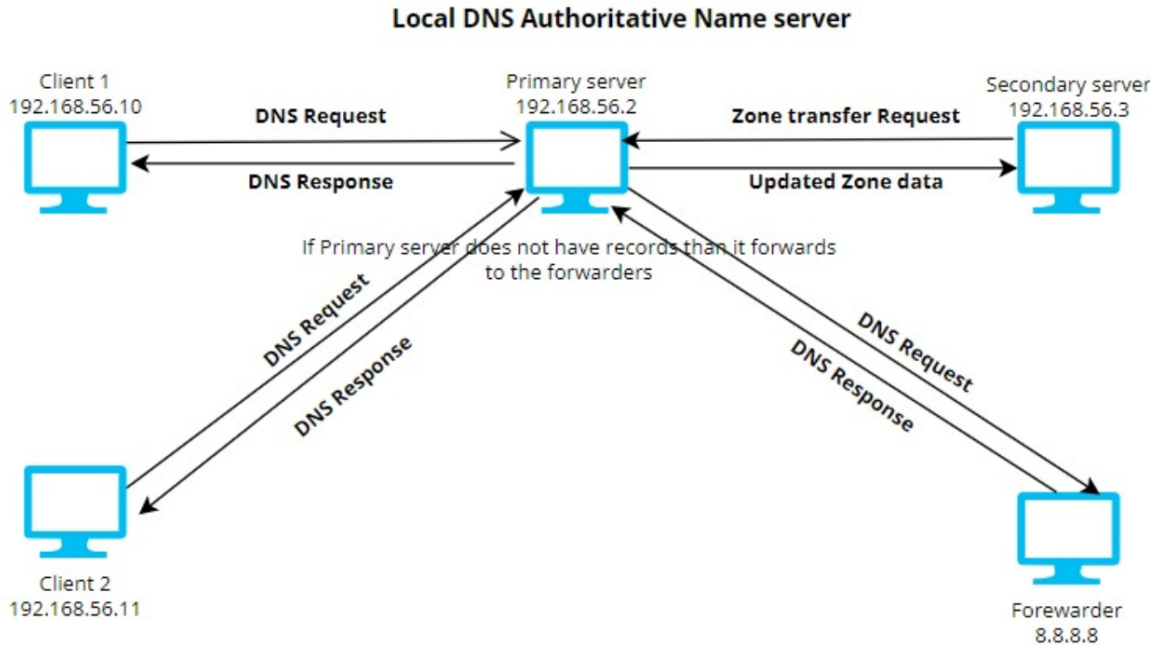 Local DNS Authoritative Name server
Client 1
192.168.56.10
Primary server
192.168.56.2
Secondary server
192.168.56.3
DNS Request
DNS Response
Zone transfer Request
Updated Zone data
If Primary server does not have records than it forwards
to the forwarders
DNS Request
DNS Response
DNS Request
DNS Response
Client 2
192.168.56.11
Forewarder
8.8.8.8